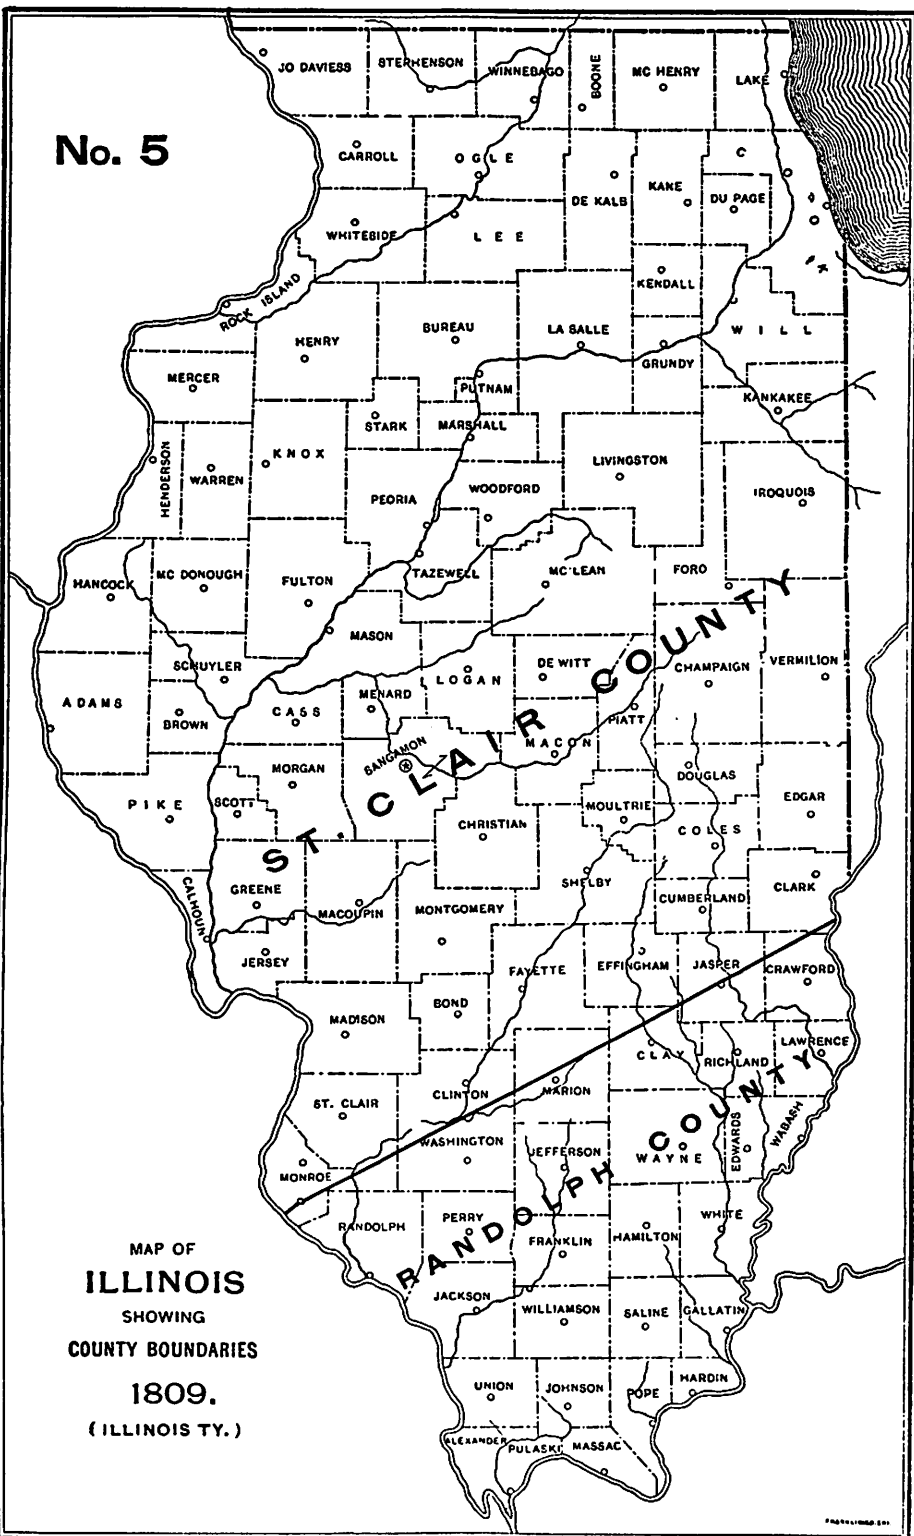 No. 5
JO DAVIESS
STEPHENSON
WINNEBAGO
BOONE
MC HENRY
LAKE
CARROLL
OGLE
DE KALB
KANE
C
DU PAGE
WHITESIDE
LEE
KENDALL
ROCK ISLAND
HENRY
BUREAU
LA SALLE
GRUNDY
WILL
MERCER
PUTNAM
KANKAKEE
STARK
MARSHALL
HENDERSON
WARREN
KNOX
PEORIA
WOODFORD
LIVINGSTON
IROQUOIS
HANCOCK
MC DONOUGH
FULTON
TAZEWELL
MC'LEAN
FORO
MASON
SCHUYLER
LOGAN
DE WITT
CHAMPAIGN
VERMILION
ADAMS
BROWN
CASS
MENARD
MACON
PIATT
SANGAMON
MORGAN
DOUGLAS
PIKE
SCOTT
CHRISTIAN
MOULTRIE
COLES
EDGAR
ST. CLAIR COUNTY
CALHOUN
GREENE
MACOUPIN
MONTGOMERY
SHELBY
CUMBERLAND
CLARK
JERSEY
FAYETTE
EFFINGHAM
JASPER
CRAWFORD
MADISON
BOND
CLAY
RICHLAND
LAWRENCE
ST. CLAIR
CLINTON
MARION
WASHINGTON
JEFFERSON
WAYNE
EDWARDS
WABASH
MONROE
RANDOLPH COUNTY
RANDOLPH
PERRY
FRANKLIN
HAMILTON
WHITE
JACKSON
WILLIAMSON
SALINE
GALLATIN
UNION
JOHNSON
POPE
HARDIN
ALEXANDER
PULASKI
MASSAC
MAP OF
ILLINOIS
SHOWING
COUNTY BOUNDARIES
1809.
(ILLINOIS TY.)